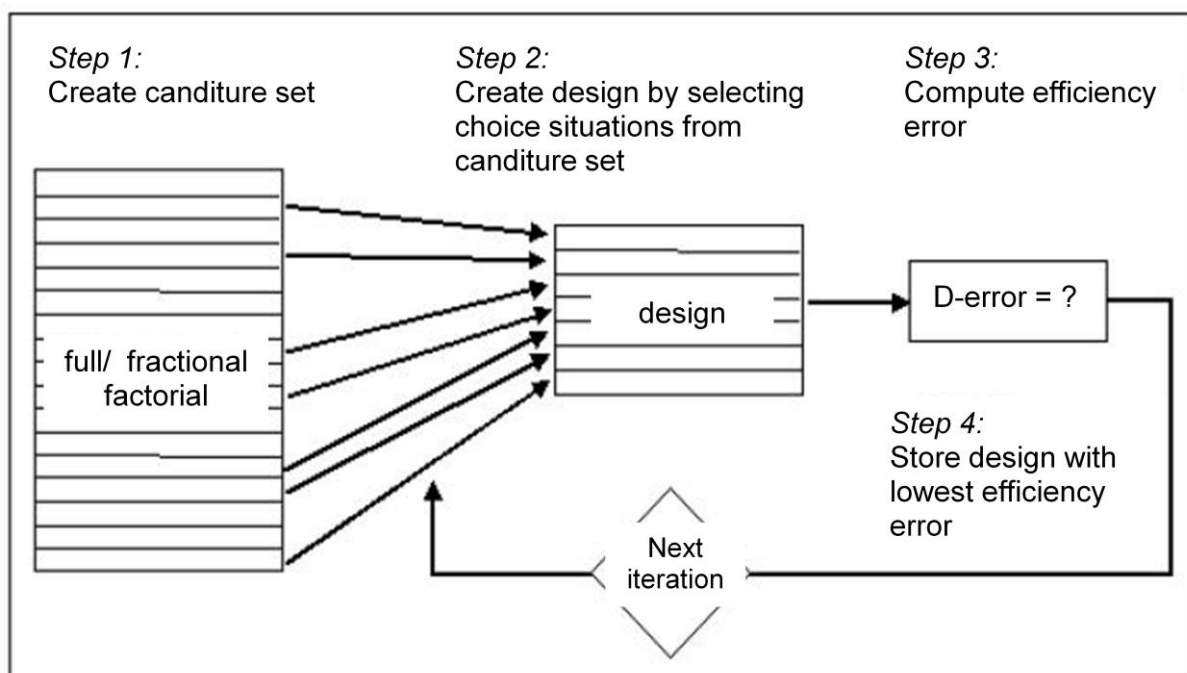 Step 1:
Create canditure set
Step 2:
Create design by selecting
choice situations from
canditure set
Step 3:
Compute efficiency
error
full/ fractional
factorial
design
D-error = ?
Step 4:
Store design with
lowest efficiency
error
Next
iteration